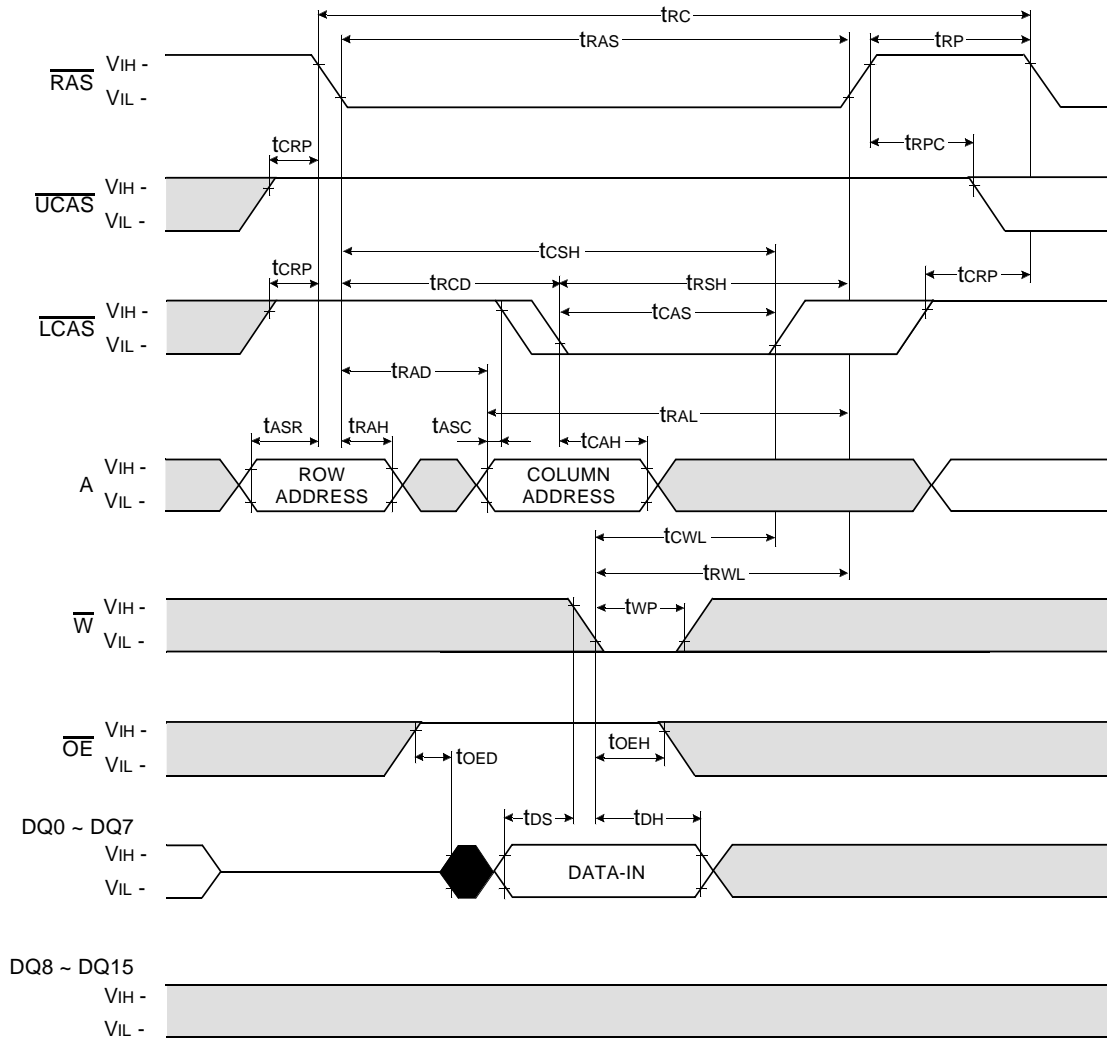 tRC
tRAS
tRP
RAS
VIH -
VIL -
tCRP
tRPC
UCAS
VIH -
VIL -
tCSH
tCRP
tRCD
tRSH
tCRP
LCAS
VIH -
VIL -
tCAS
tRAD
tRAL
tASR
tRAH
tASC
tCAH
A
VIH -
VIL -
ROW
ADDRESS
COLUMN
ADDRESS
tCWL
tRWL
W
VIH -
VIL -
tWP
OE
VIH -
VIL -
tOED
tOEH
tDS
tDH
DQ0 ~ DQ7
VIH -
VIL -
DATA-IN
DQ8 ~ DQ15
VIH -
VIL -